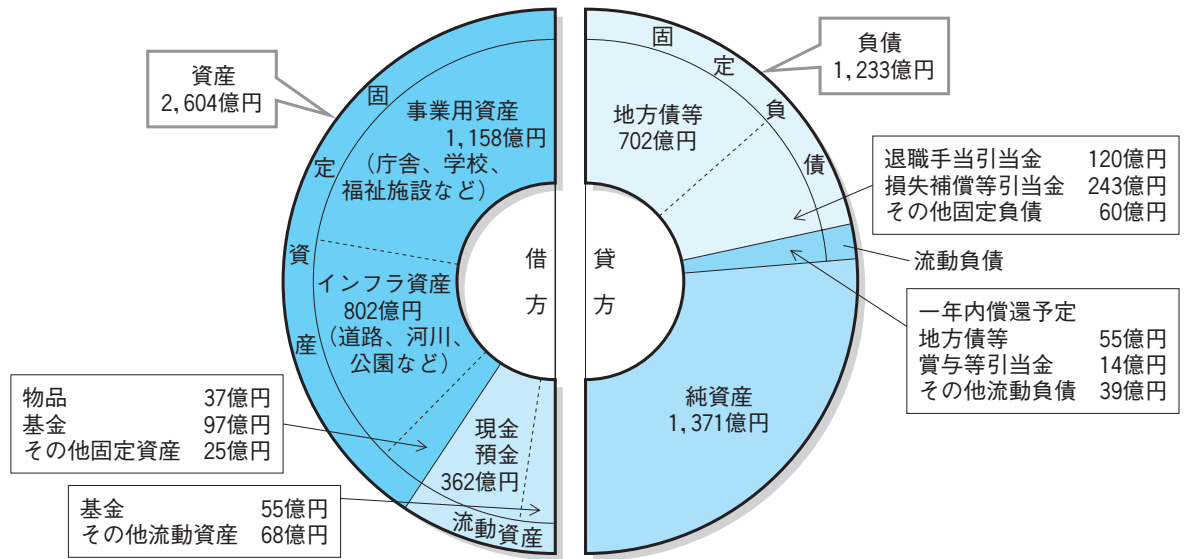 資産
2,604億円
固定資産
事業用資産
1,158億円
(庁舎、学校、
福祉施設など)
インフラ資産
802億円
(道路、河川、
公園など)
物品 37億円
基金 97億円
その他固定資産 25億円
現金
預金
362億円
流動資産
基金 55億円
その他流動資産 68億円
借方
貸方
負債
1,233億円
固定負債
地方債等
702億円
退職手当引当金 120億円
損失補償等引当金 243億円
その他固定負債 60億円
流動負債
一年内償還予定
地方債等 55億円
賞与等引当金 14億円
その他流動負債 39億円
純資産
1,371億円